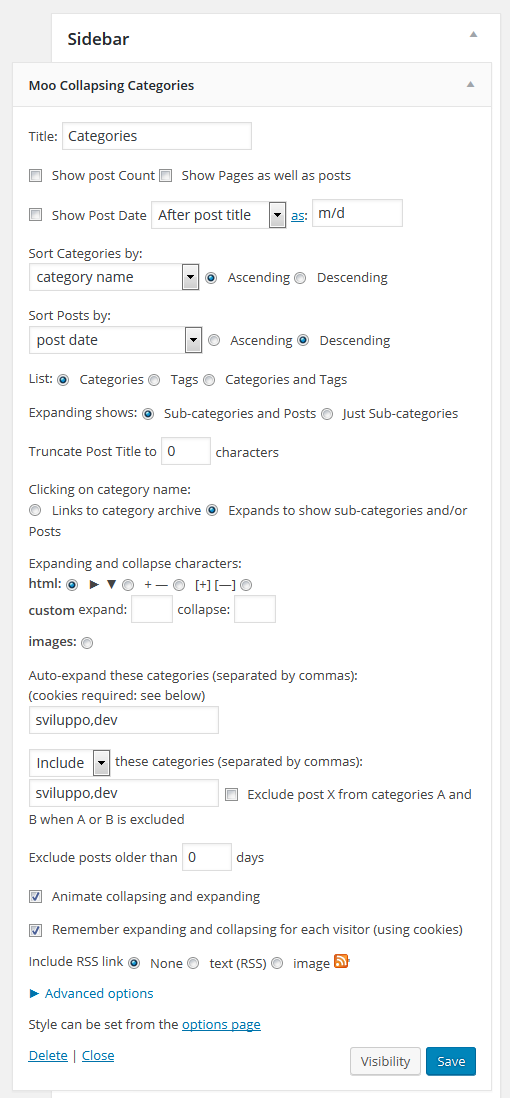 Sidebar
Moo Collapsing Categories
Title: Categories
Show post Count Show Pages as well as posts
Show Post Date After post title as: m/d
Sort Categories by:
category name Ascending Descending
Sort Posts by:
post date Ascending Descending
List: Categories Tags Categories and Tags
Expanding shows: Sub-categories and Posts Just Sub-categories
Truncate Post Title to 0 characters
Clicking on category name:
Links to category archive Expands to show sub-categories and/or
Posts
Expanding and collapse characters:
html: ► ▼ + — [+] [—]
custom expand: collapse:
images:
Auto-expand these categories (separated by commas):
(cookies required: see below)
sviluppo,dev
Include these categories (separated by commas):
sviluppo,dev Exclude post X from categories A and
B when A or B is excluded
Exclude posts older than 0 days
Animate collapsing and expanding
Remember expanding and collapsing for each visitor (using cookies)
Include RSS link None text (RSS) image
► Advanced options
Style can be set from the options page
Delete | Close Visibility Save